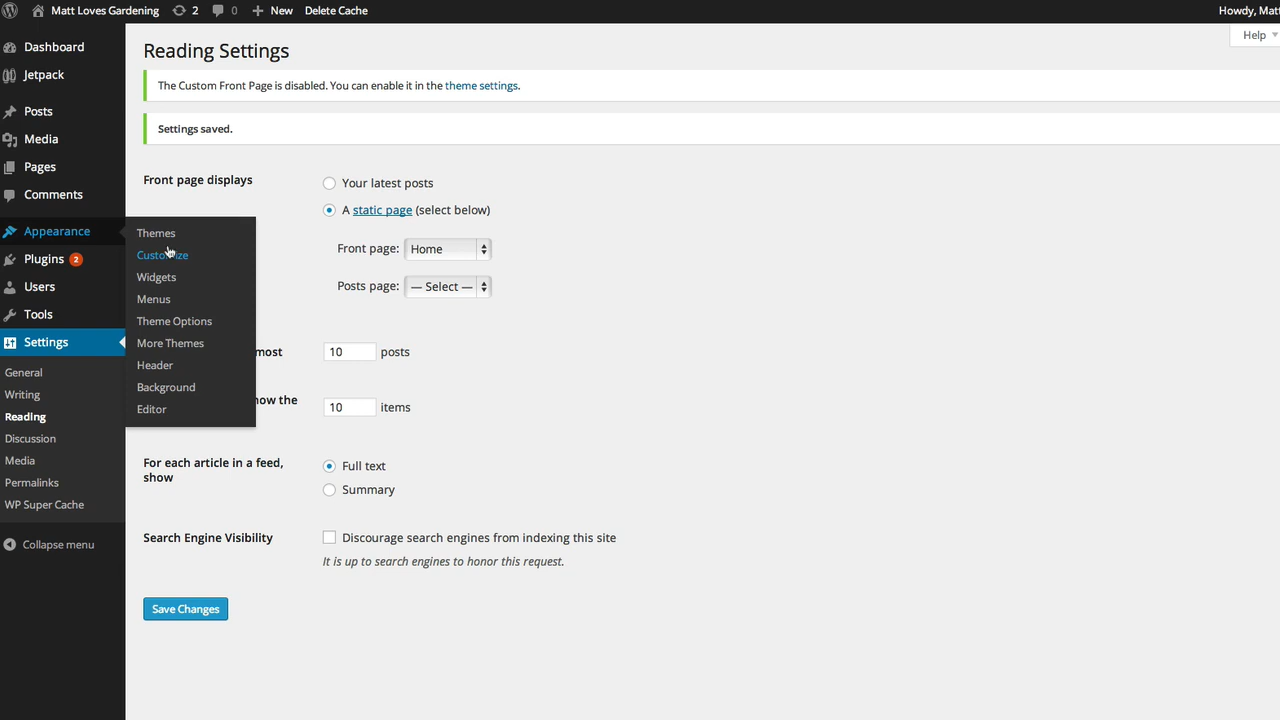 Matt Loves Gardening 2 0 New Delete Cache Howdy, Mat
Help
Dashboard
Jetpack
Posts
Media
Pages
Comments
Appearance
Plugins 2
Users
Tools
Settings
General
Writing
Reading
Discussion
Media
Permalinks
WP Super Cache
Collapse menu
Themes
Customize
Widgets
Menus
Theme Options
More Themes
Header
Background
Editor
Reading Settings
The Custom Front Page is disabled. You can enable it in the theme settings.
Settings saved.
Front page displays
Your latest posts
A static page (select below)
Front page: Home
Posts page: — Select —
most 10 posts
ow the 10 items
For each article in a feed,
show
Full text
Summary
Search Engine Visibility
Discourage search engines from indexing this site
It is up to search engines to honor this request.
Save Changes